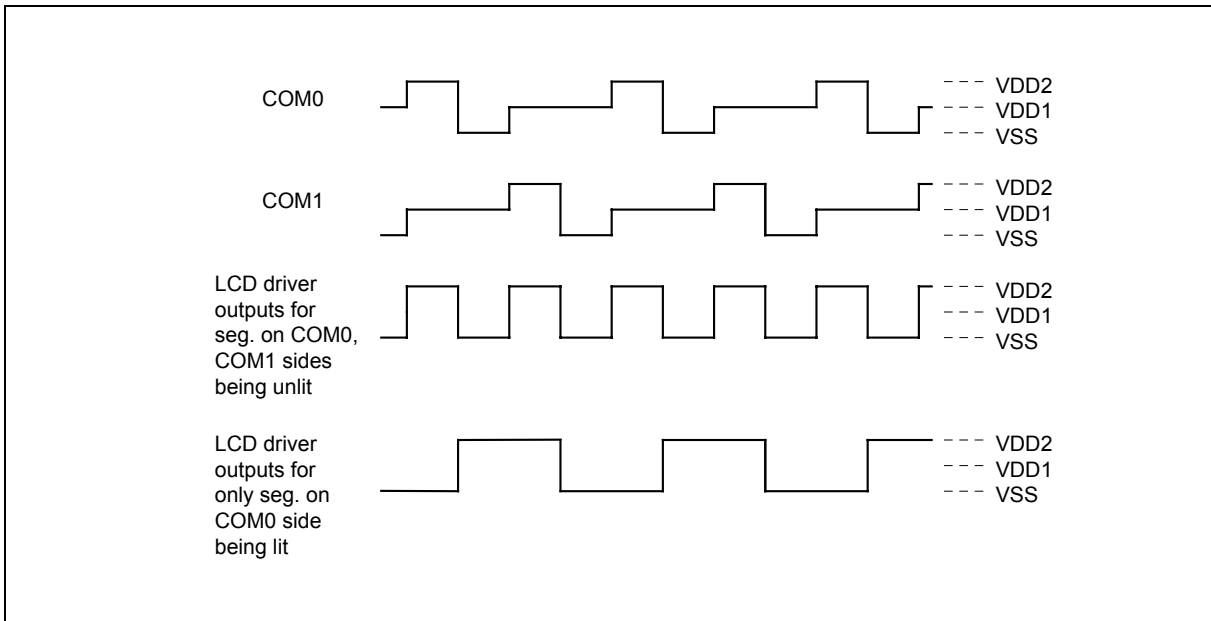 COM0
VDD2
VDD1
VSS
COM1
VDD2
VDD1
VSS
LCD driver
outputs for
seg. on COM0,
COM1 sides
being unlit
VDD2
VDD1
VSS
LCD driver
outputs for
only seg. on
COM0 side
being lit
VDD2
VDD1
VSS